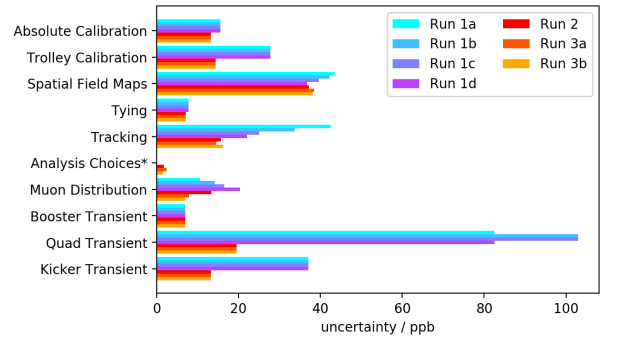 Absolute Calibration
Trolley Calibration
Spatial Field Maps
Tying
Tracking
Analysis Choices*
Muon Distribution
Booster Transient
Quad Transient
Kicker Transient
Run 1a
Run 1b
Run 1c
Run 1d
Run 2
Run 3a
Run 3b
0 20 40 60 80 100
uncertainty / ppb